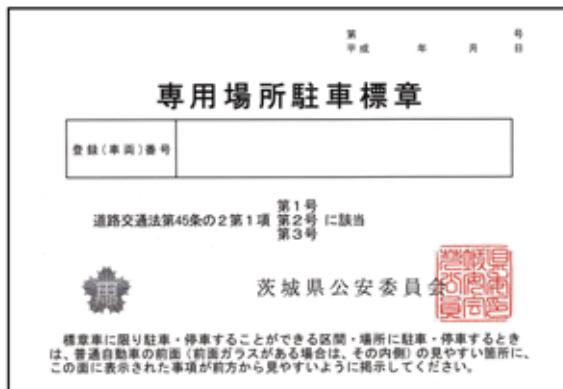 第 号
平成 年 月 日
専用場所駐車標章
登録(車両)番号
第1号
道路交通法第45条の2第1項 第2号 に該当
第3号
茨城県公安委員会
標章車に限り駐車・停車することができる区間・場所に駐車・停車するとき
は、普通自動車の前面(前面ガラスがある場合は、その内側)の見やすい箇所に、
この面に表示された事項が前方から見やすいように掲示してください。